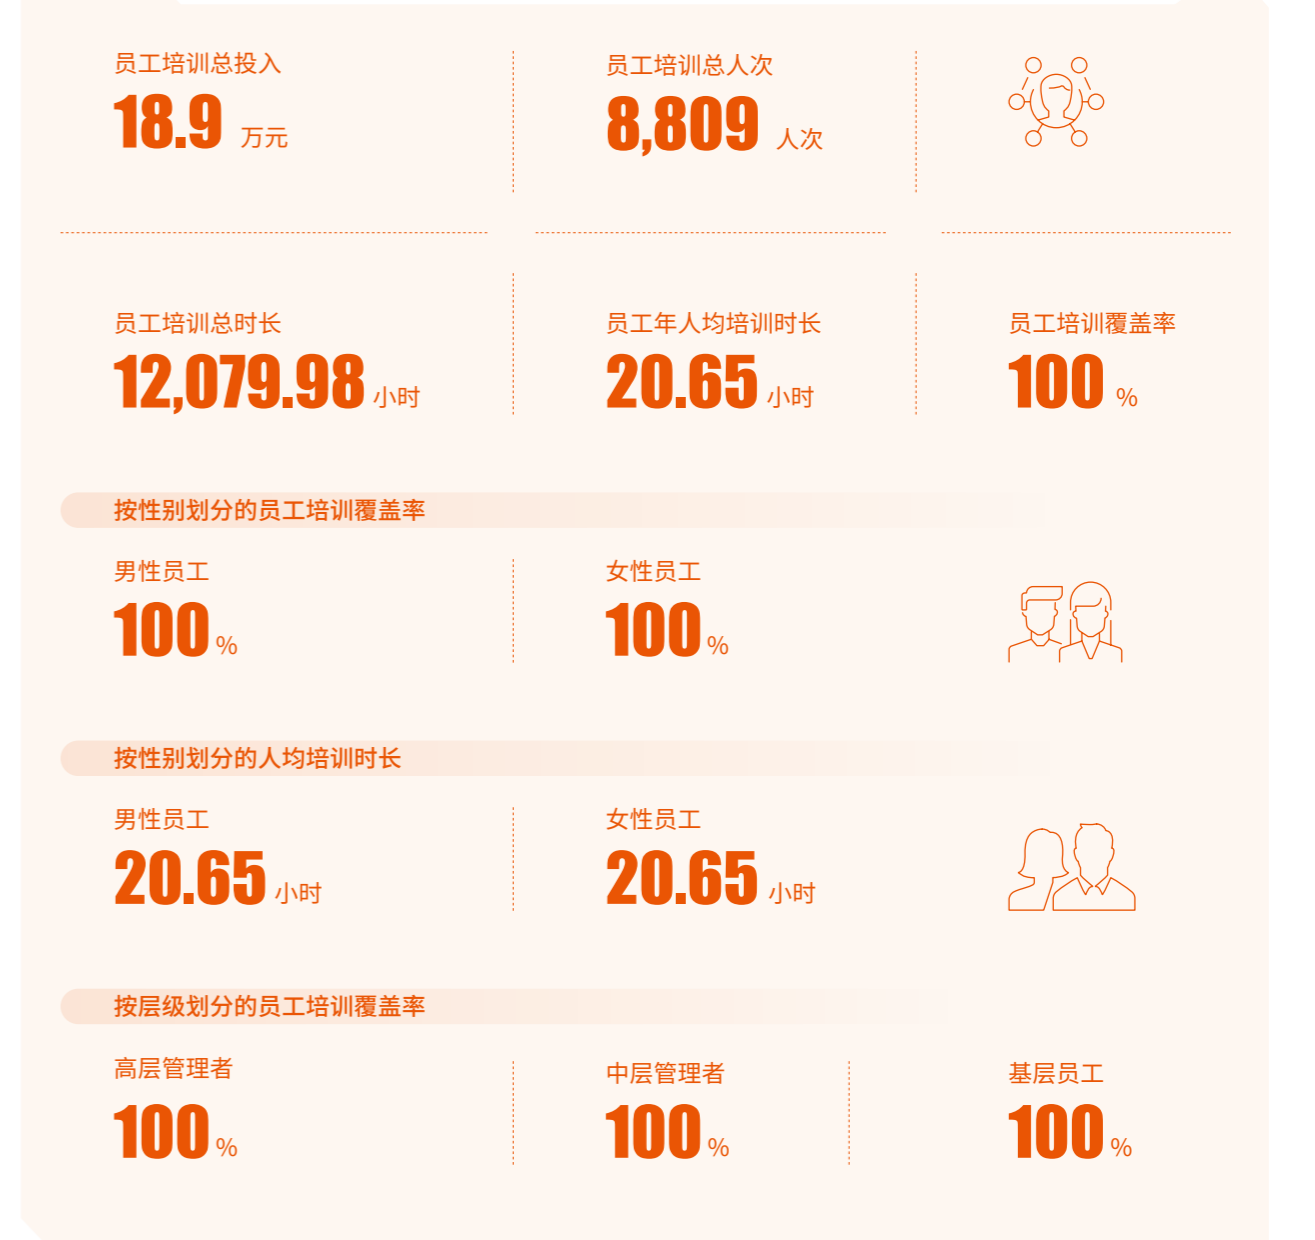 员工培训总投入
18.9 万元
员工培训总人次
8,809 人次
员工培训总时长
12,079.98 小时
员工年人均培训时长
20.65 小时
员工培训覆盖率
100 %
按性别划分的员工培训覆盖率
男性员工
100 %
女性员工
100 %
按性别划分的人均培训时长
男性员工
20.65 小时
女性员工
20.65 小时
按层级划分的员工培训覆盖率
高层管理者
100 %
中层管理者
100 %
基层员工
100 %